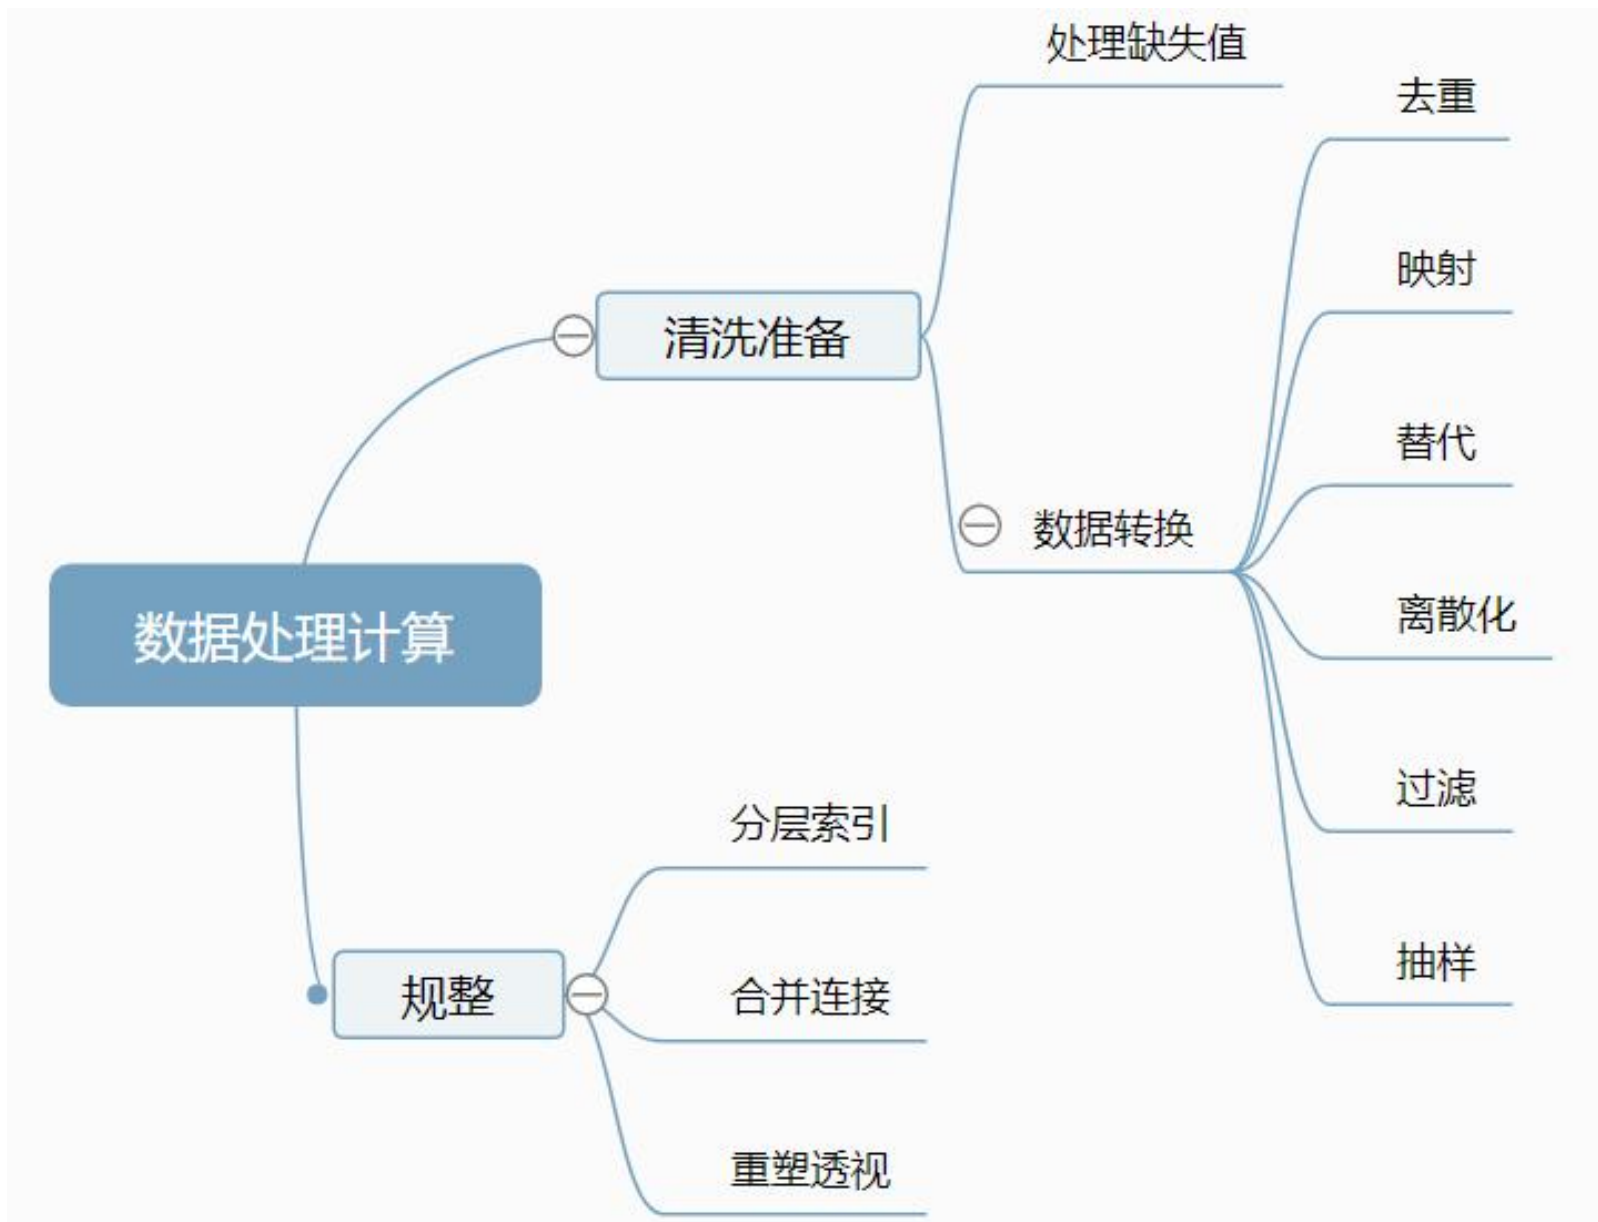 数据处理计算
清洗准备
处理缺失值
数据转换
去重
映射
替代
离散化
过滤
抽样
规整
分层索引
合并连接
重塑透视